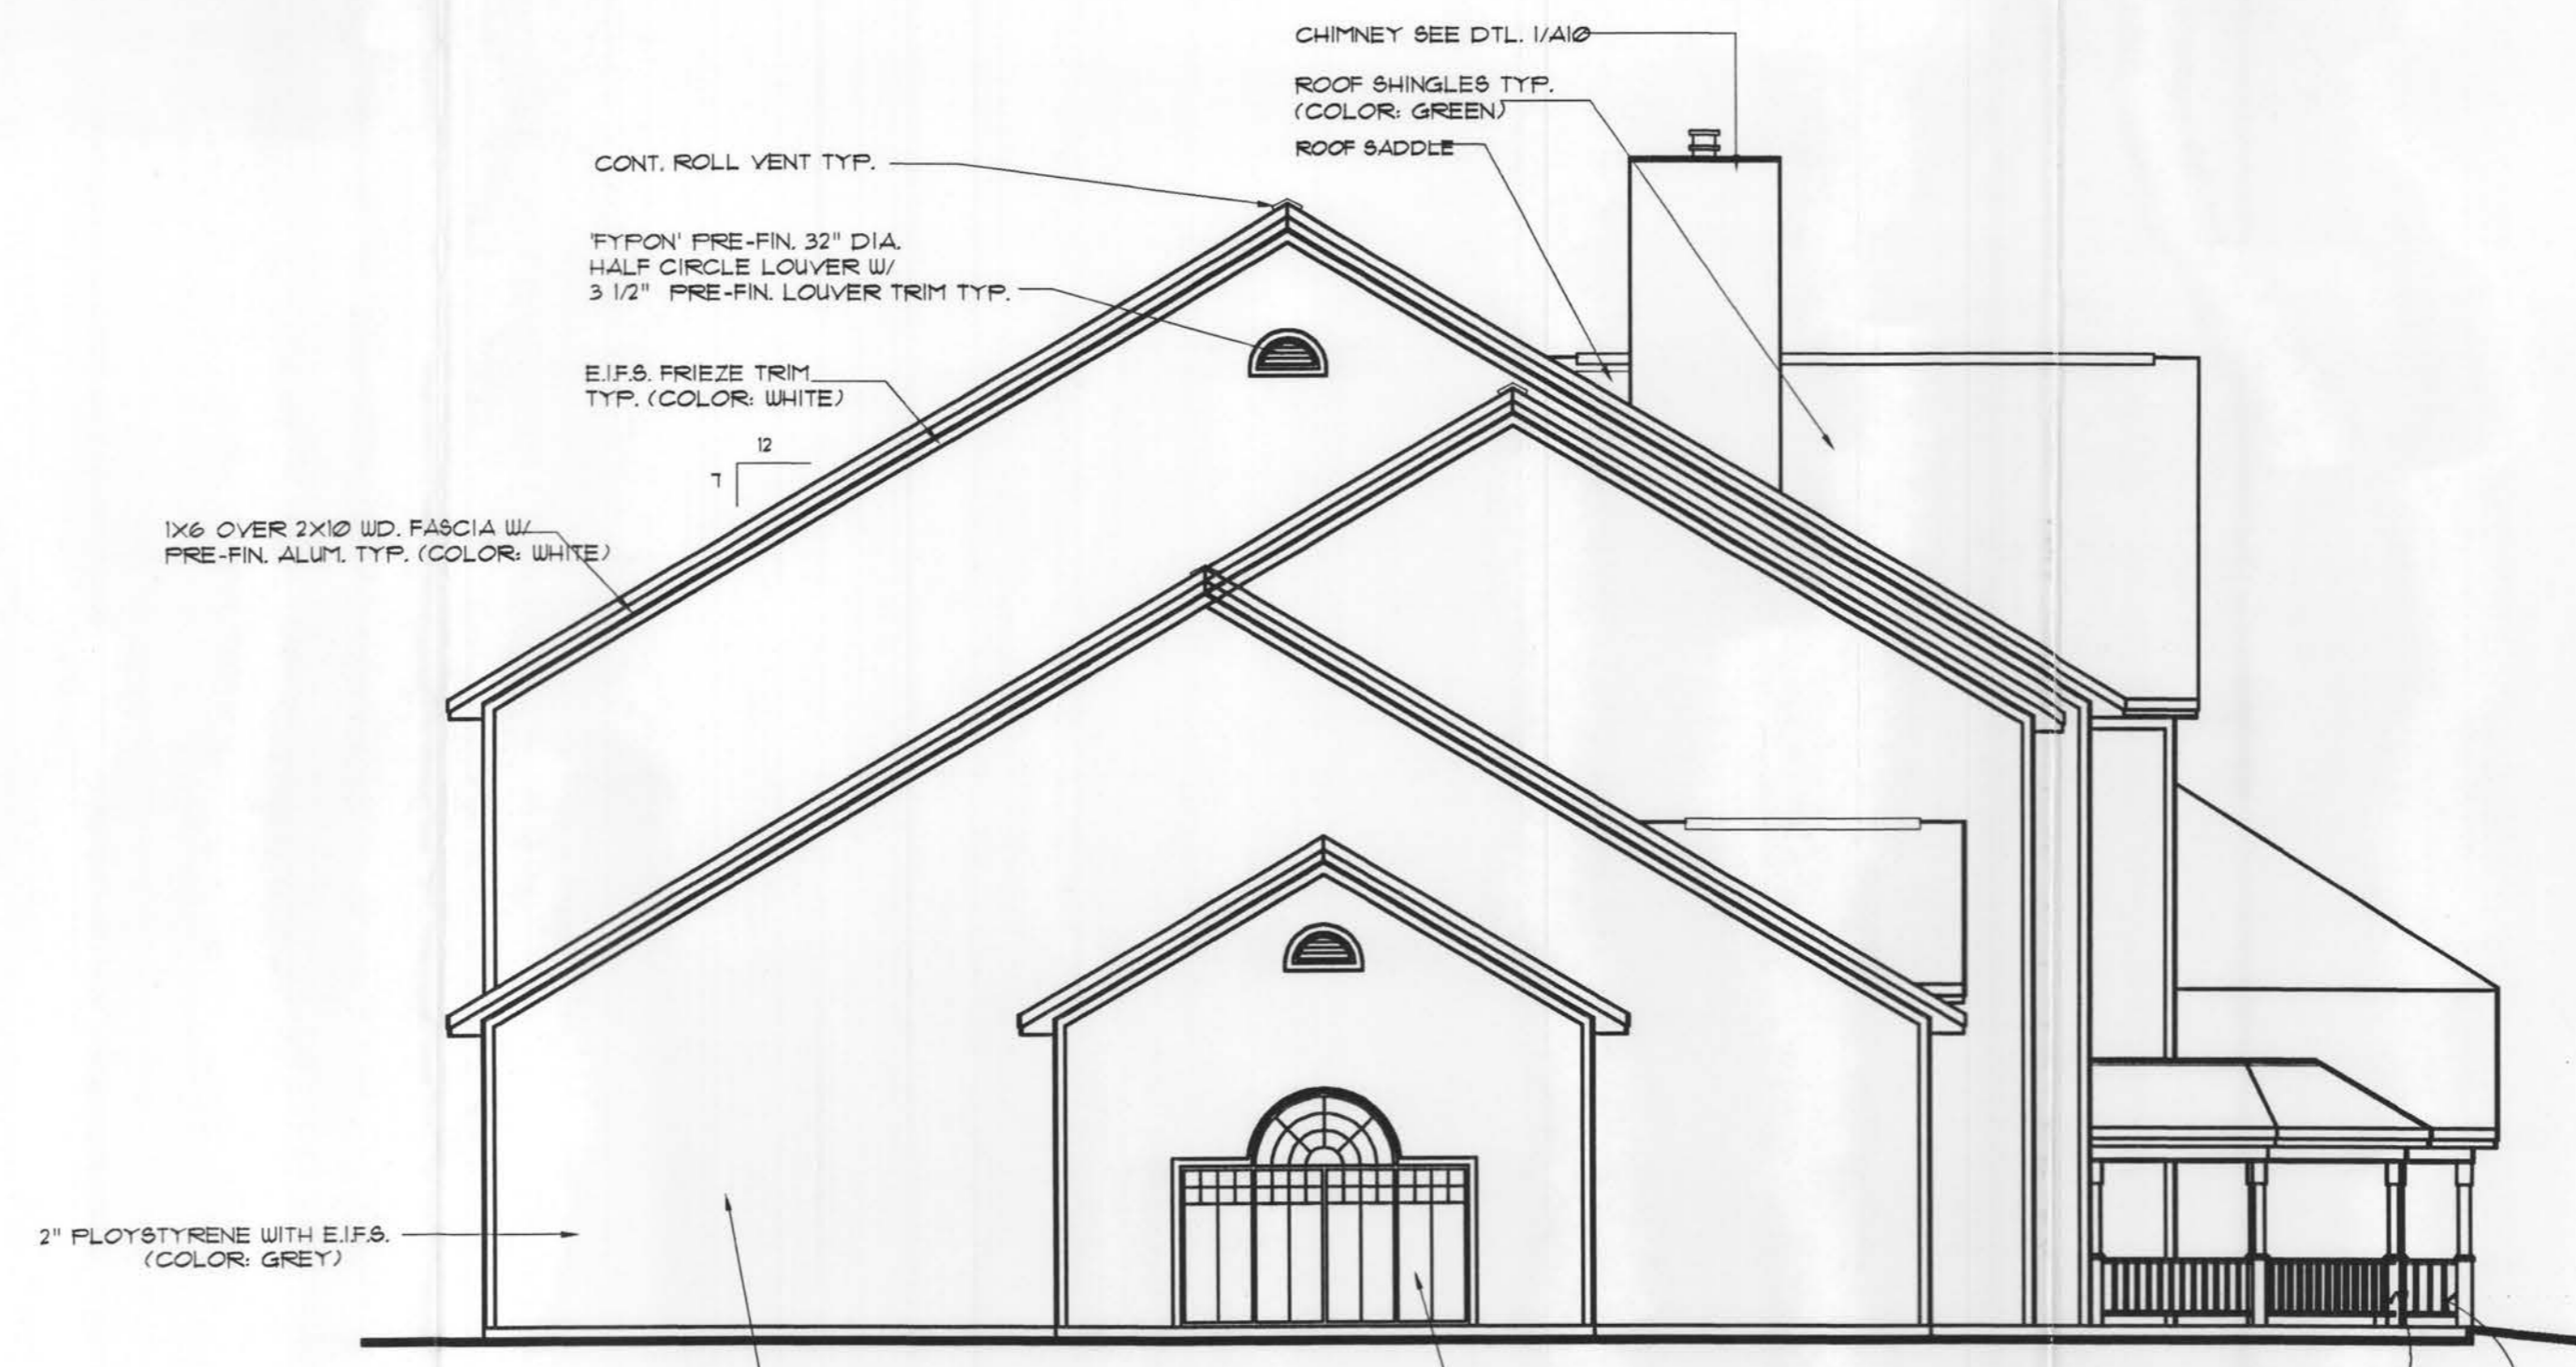 CHIMNEY SEE DTL. 1/A10
ROOF SHINGLES TYP.
(COLOR: GREEN)
ROOF SADDLE
CONT. ROLL VENT TYP.
'FYPON' PRE-FIN. 32" DIA.
HALF CIRCLE LOUVER W/
3 1/2" PRE-FIN. LOUVER TRIM TYP.
E.I.F.S. FRIEZE TRIM
TYP. (COLOR: WHITE)
12
7
1X6 OVER 2X10 WD. FASCIA W/
PRE-FIN. ALUM. TYP. (COLOR: WHITE)
2" PLOYSTYRENE WITH E.I.F.S.
(COLOR: GREY)